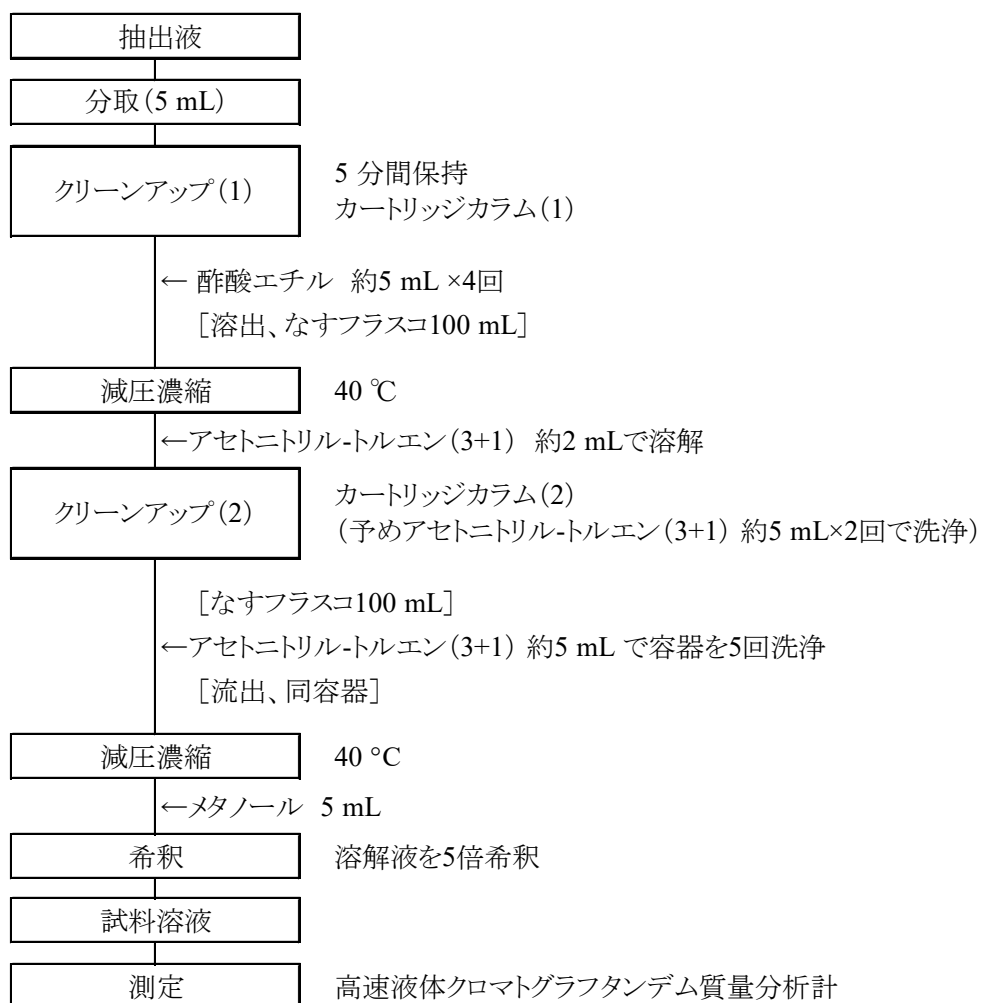 抽出液
分取(5 mL)
クリーンアップ(1)
5 分間保持
カートリッジカラム(1)
← 酢酸エチル 約5 mL ×4回
[溶出、なすフラスコ100 mL]
減圧濃縮 40 ℃
←アセトニトリル-トルエン(3+1) 約2 mLで溶解
クリーンアップ(2)
カートリッジカラム(2)
(予めアセトニトリル-トルエン(3+1) 約5 mL×2回で洗浄)
[なすフラスコ100 mL]
←アセトニトリル-トルエン(3+1) 約5 mL で容器を5回洗浄
[流出、同容器]
減圧濃縮 40 °C
←メタノール 5 mL
希釈 溶解液を5倍希釈
試料溶液
測定 高速液体クロマトグラフタンデム質量分析計